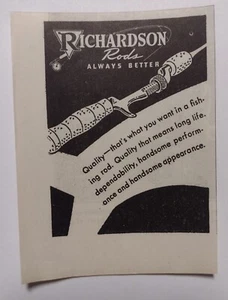 RICHARDSON
Rods
ALWAYS BETTER
Quality—that's what you want in a fish-
ing rod. Quality that means long life,
dependability, handsome perform-
ance and handsome appearance.